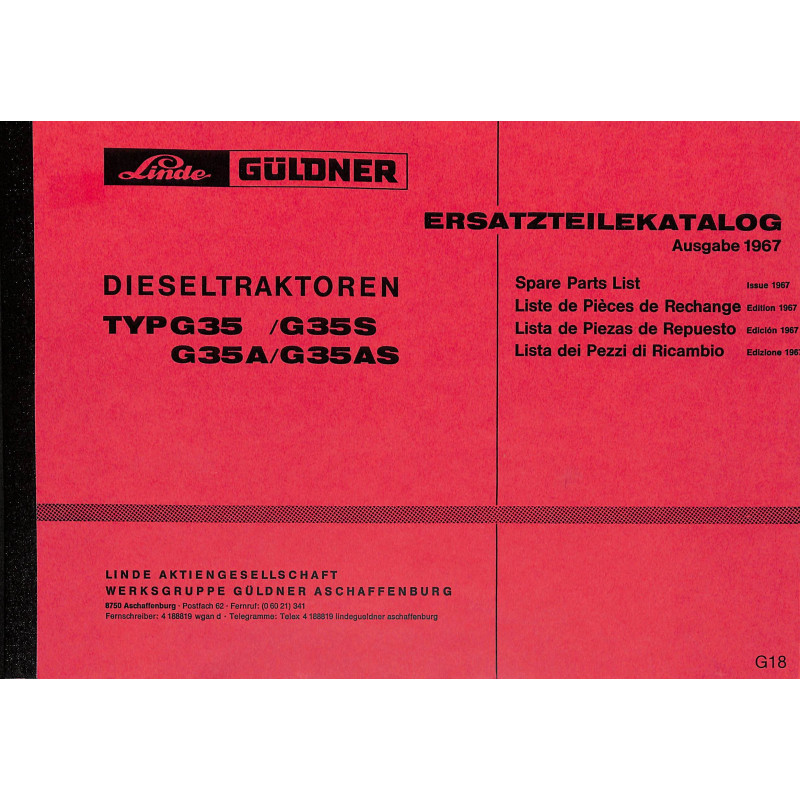 Linde GÜLDNER
ERSATZTEILEKATALOG
Ausgabe 1967
DIESELTRAKTOREN
TYP G35 /G35S
G35A/G35AS
Spare Parts List Issue 1967
Liste de Pièces de Rechange Edition 1967
Lista de Piezas de Repuesto Edición 1967
Lista dei Pezzi di Ricambio Edizione 1967
LINDE AKTIENGESELLSCHAFT
WERKSGRUPPE GÜLDNER ASCHAFFENBURG
8750 Aschaffenburg · Postfach 62 · Fernruf: (0 60 21) 341
Fernschreiber: 4 188819 wgan d · Telegramme: Telex 4 188819 lindegueldner aschaffenburg
G18